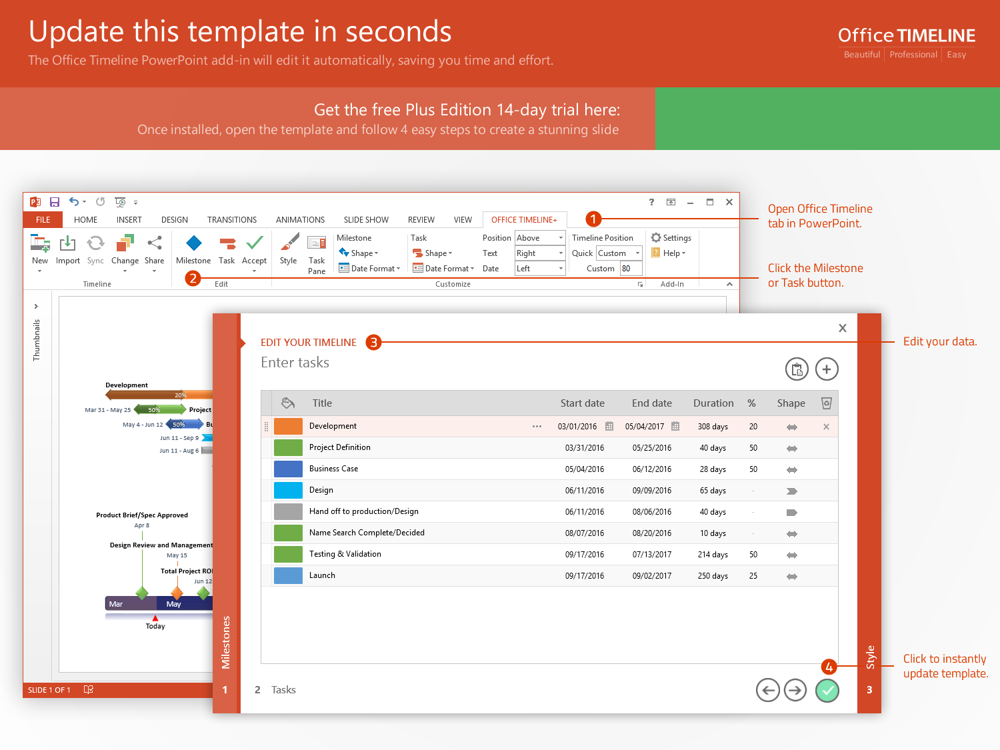 Update this template in seconds
The Office Timeline PowerPoint add-in will edit it automatically, saving you time and effort.
Office TIMELINE
Beautiful | Professional | Easy
Get the free Plus Edition 14-day trial here:
Once installed, open the template and follow 4 easy steps to create a stunning slide
FILE HOME INSERT DESIGN TRANSITIONS ANIMATIONS SLIDE SHOW REVIEW VIEW OFFICE TIMELINE+
1
Open Office Timeline
tab in PowerPoint.
Milestone Task Position Above Timeline Position Settings
Shape Shape Text Right Quick Custom Help
New Import Sync Change Share Milestone Task Accept Style Task
Pane
Date Format Date Format Date Left Custom 80
2
Click the Milestone
or Task button.
Timeline Edit Customize Add-In
Thumbnails
EDIT YOUR TIMELINE 3
Edit your data.
Enter tasks
Title Start date End date Duration % Shape
Development 03/01/2016 05/04/2017 308 days 20
Project Definition 03/31/2016 05/25/2016 40 days 50
Business Case 05/04/2016 06/12/2016 28 days 50
Design 06/11/2016 09/09/2016 65 days -
Hand off to production/Design 06/11/2016 08/06/2016 40 days -
Name Search Complete/Decided 08/07/2016 08/20/2016 10 days -
Testing & Validation 09/17/2016 07/13/2017 214 days 50
Launch 09/17/2016 09/02/2017 250 days 25
Development
20%
Mar 31 - May 25 50% Project
May 4 - Jun 12 50% Bu
Jun 11 - Sep 9
Jun 11 - Aug 6
Product Brief/Spec Approved
Apr 8
Design Review and Management
May 15
Total Project ROI
Jun 12
Mar May
Today
Milestones
1
2 Tasks
Style
3
4
Click to instantly
update template.
SLIDE 1 OF 1